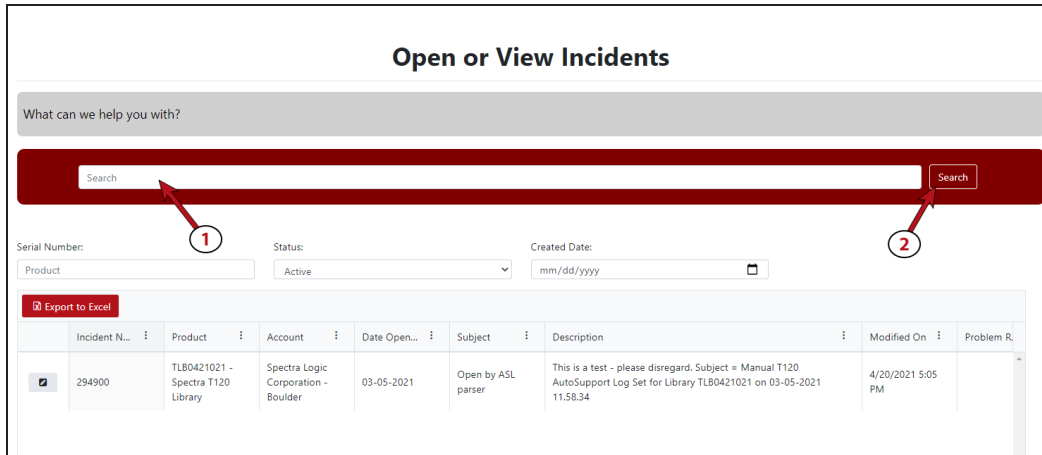 Open or View Incidents
What can we help you with?
Search
Search
1
2
Serial Number:
Status:
Created Date:
Product
Active
mm/dd/yyyy
Export to Excel
Incident N...
Product
Account
Date Open...
Subject
Description
Modified On
Problem R.
294900
TLB0421021 -
Spectra T120
Library
Spectra Logic
Corporation -
Boulder
03-05-2021
Open by ASL
parser
This is a test - please disregard. Subject = Manual T120
AutoSupport Log Set for Library TLB0421021 on 03-05-2021
11.58.34
4/20/2021 5:05
PM